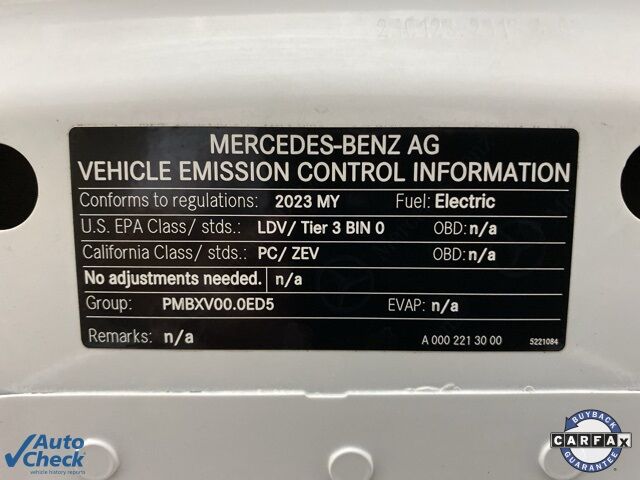 MERCEDES-BENZ AG
VEHICLE EMISSION CONTROL INFORMATION
Conforms to regulations: 2023 MY Fuel: Electric
U.S. EPA Class/ stds.: LDV/ Tier 3 BIN 0 OBD: n/a
California Class/ stds.: PC/ ZEV OBD: n/a
No adjustments needed. n/a
Group: PMBXV00.0ED5 EVAP: n/a
Remarks: n/a A 000 221 30 00 5221084
Auto
Check
vehicle history reports
BUYBACK
CARFAX
GUARANTEE